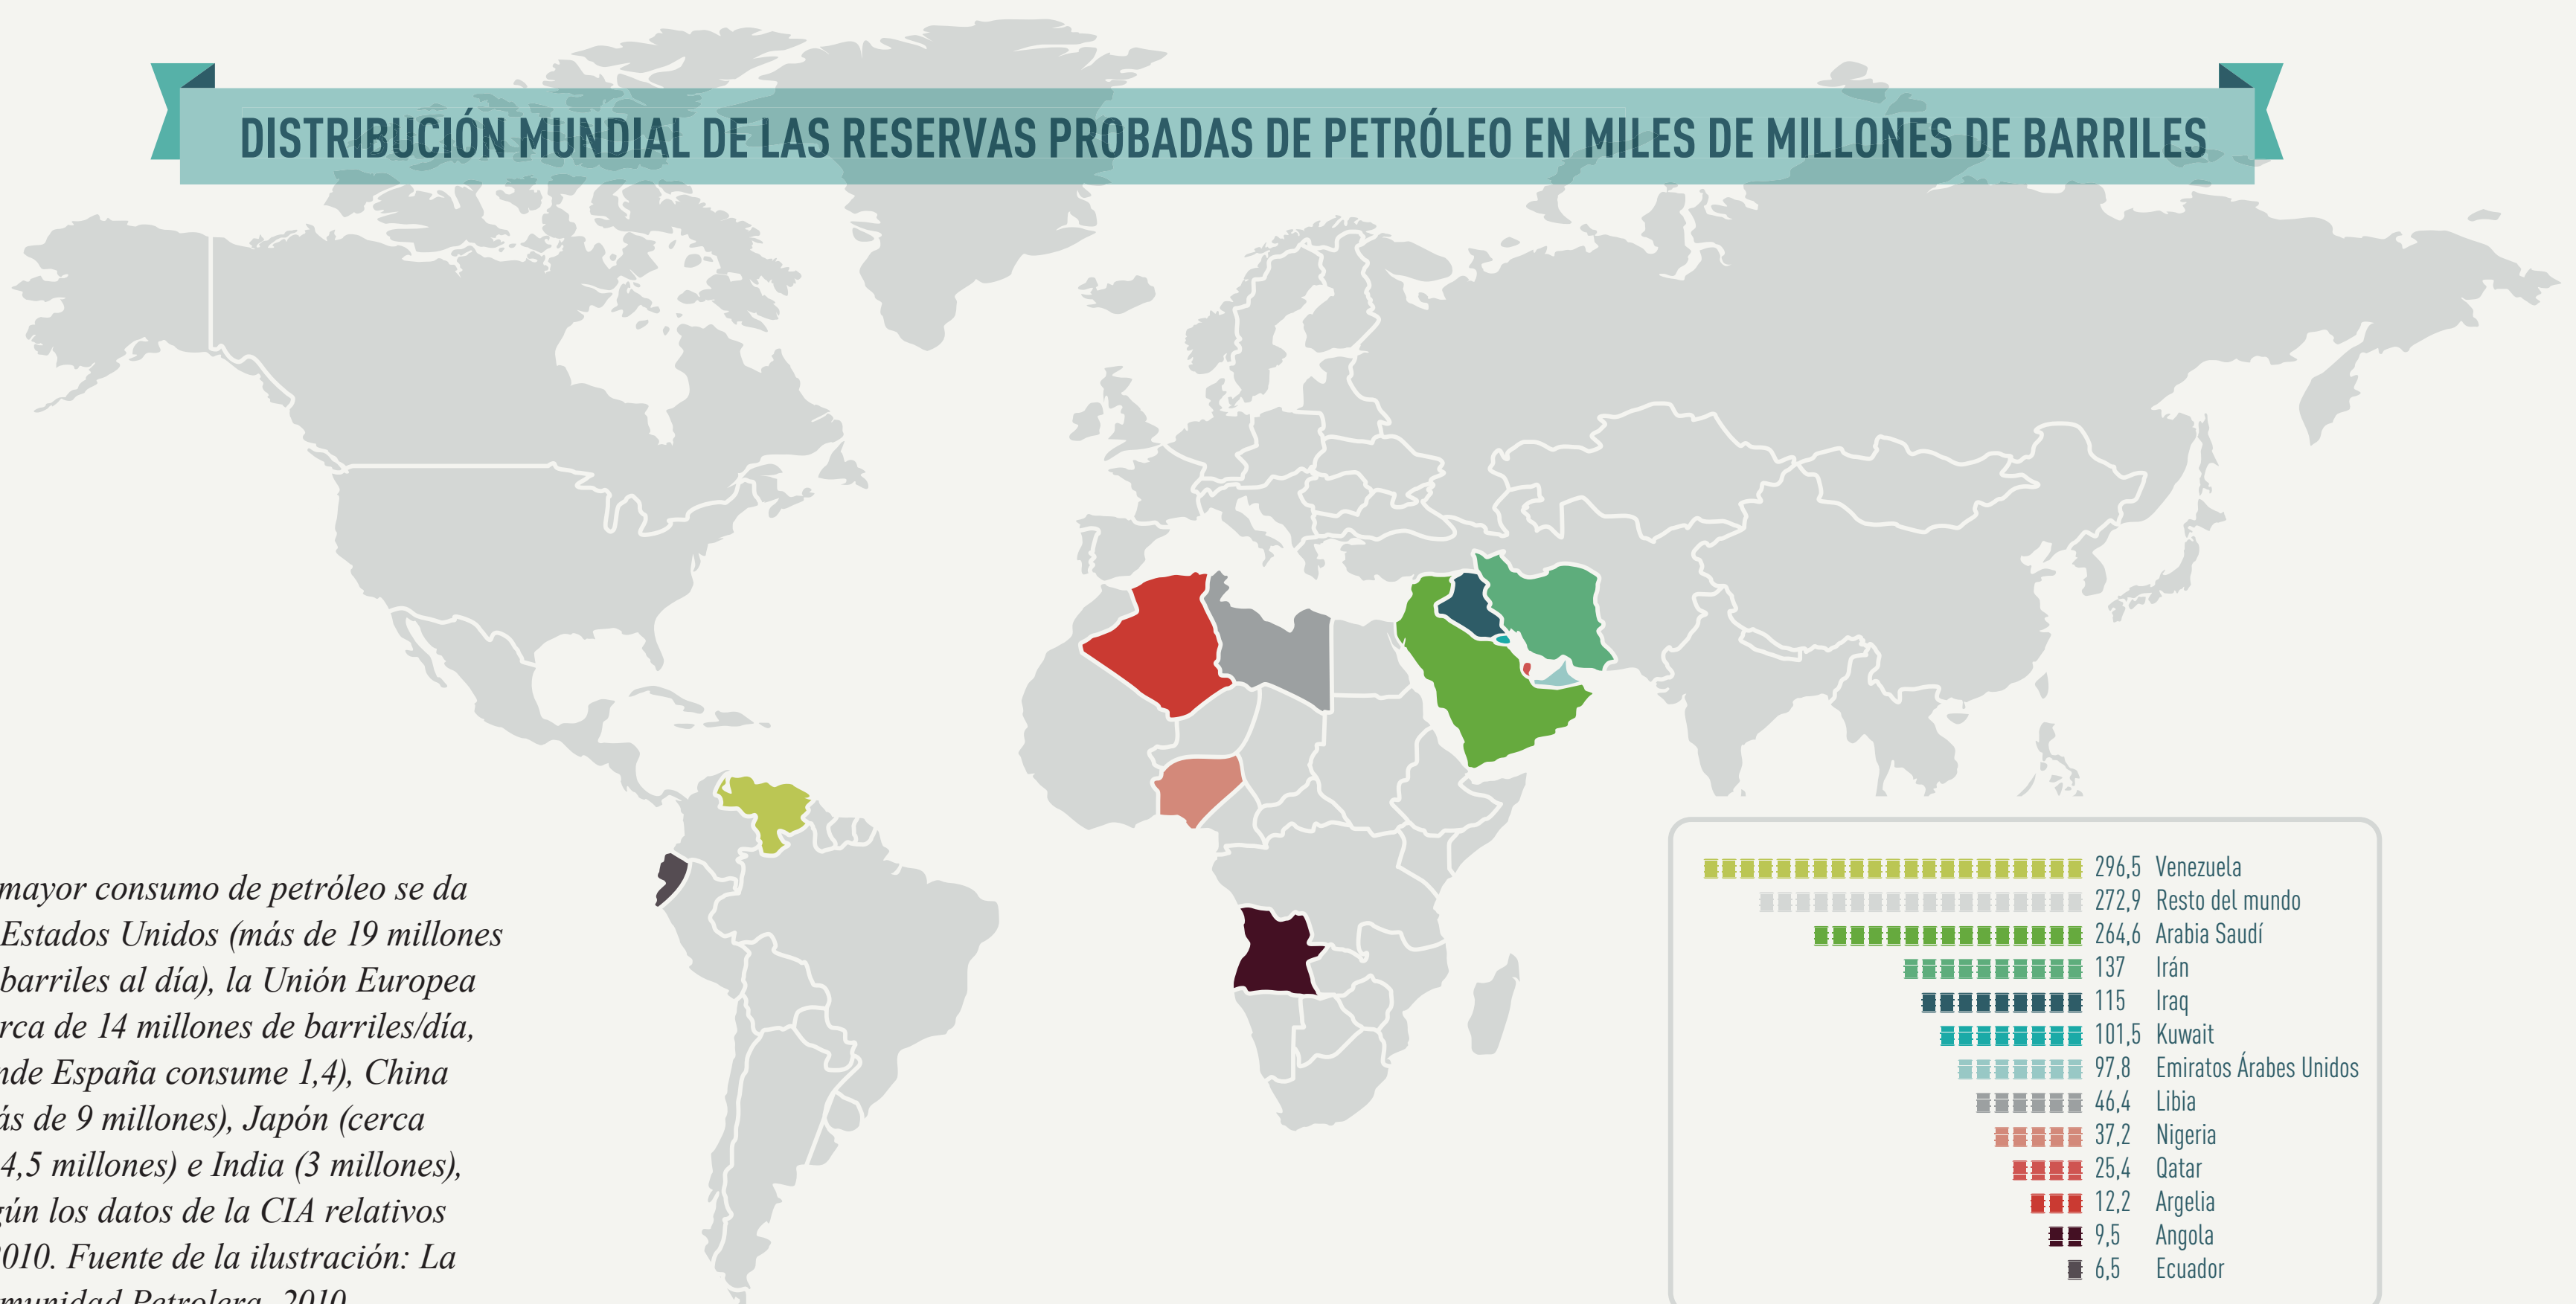 DISTRIBUCIÓN MUNDIAL DE LAS RESERVAS PROBADAS DE PETRÓLEO EN MILES DE MILLONES DE BARRILES
mayor consumo de petróleo se da
Estados Unidos (más de 19 millones
barriles al día), la Unión Europea
rca de 14 millones de barriles/día,
nde España consume 1,4), China
ás de 9 millones), Japón (cerca
4,5 millones) e India (3 millones),
gún los datos de la CIA relativos
2010. Fuente de la ilustración: La
munidad Petrolera, 2010
296,5 Venezuela
272,9 Resto del mundo
264,6 Arabia Saudí
137 Irán
115 Iraq
101,5 Kuwait
97,8 Emiratos Árabes Unidos
46,4 Libia
37,2 Nigeria
25,4 Qatar
12,2 Argelia
9,5 Angola
6,5 Ecuador